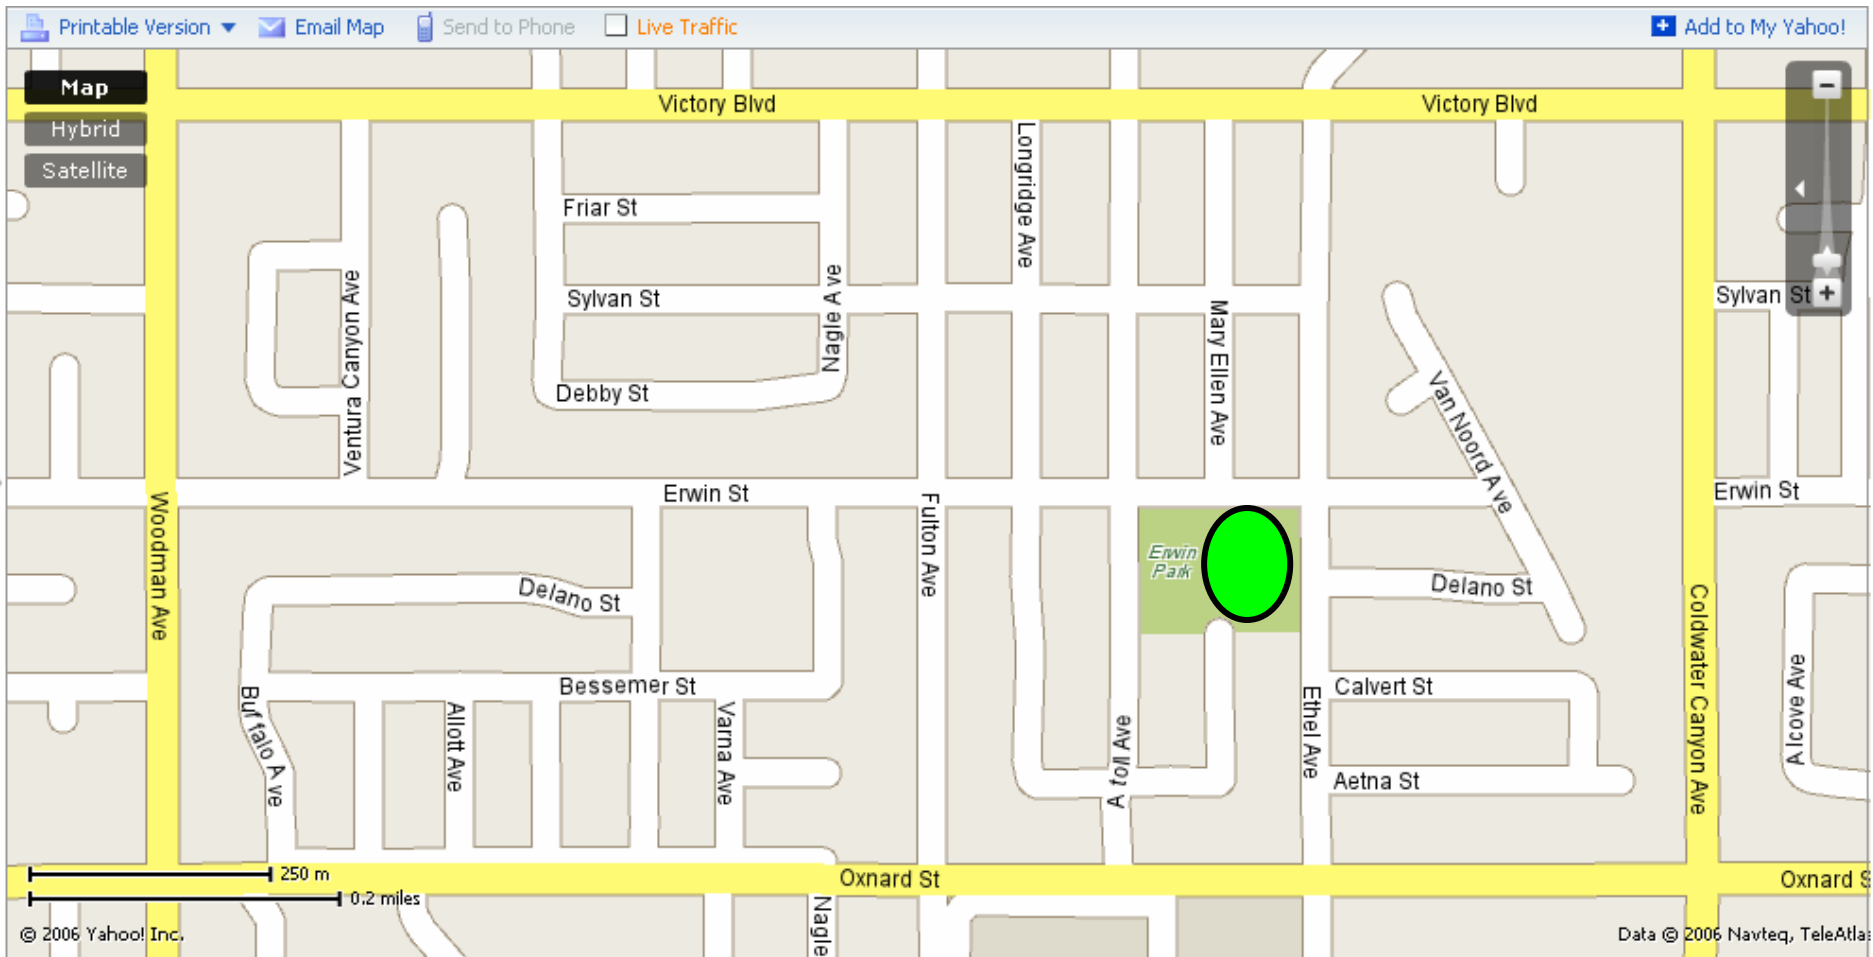 Printable Version
Email Map
Send to Phone
Live Traffic
Add to My Yahoo!
Map
Hybrid
Satellite
Victory Blvd
Victory Blvd
Longridge Ave
Friar St
Sylvan St
Nagle Ave
Debby St
Ventura Canyon Ave
Mary Ellen Ave
Sylvan St
Van Noord Ave
Erwin St
Erwin St
Woodman Ave
Fulton Ave
Erwin
Park
Delano St
Delano St
Coldwater Canyon Ave
Bessemer St
Calvert St
Buffalo Ave
Allott Ave
Varna Ave
Atoll Ave
Ethel Ave
Alcove Ave
Aetna St
250 m
0.2 miles
Oxnard St
Oxnard S
Nagle
© 2006 Yahoo! Inc.
Data © 2006 Navteq, TeleAtlas